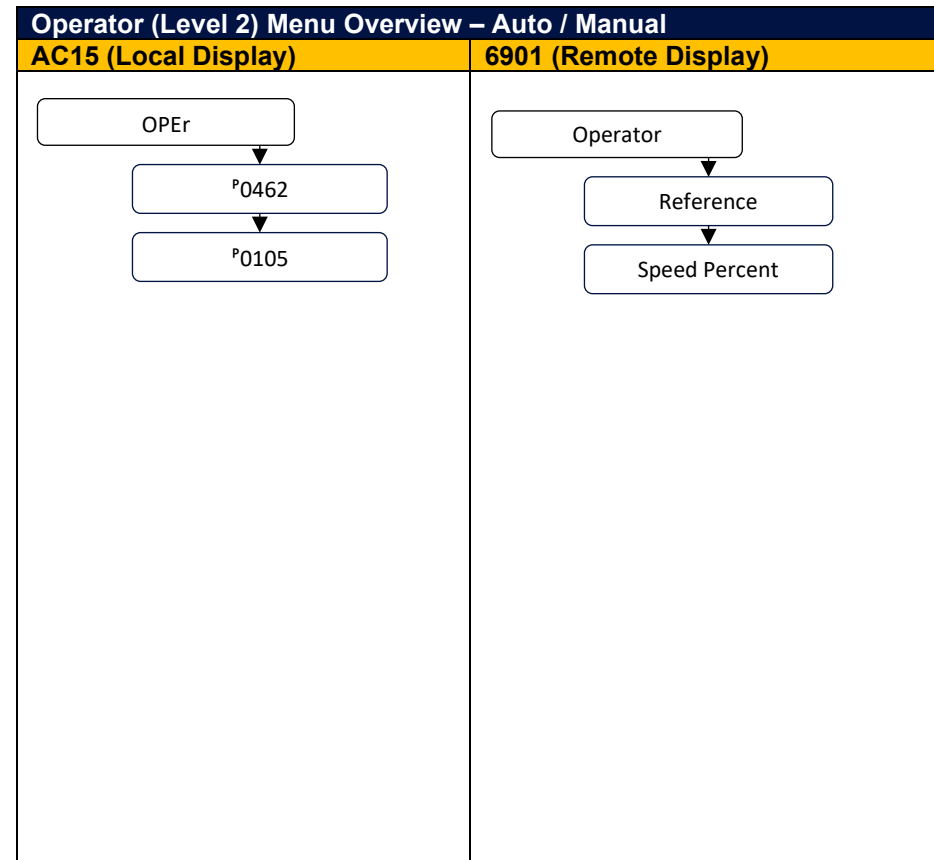 Operator (Level 2) Menu Overview – Auto / Manual
AC15 (Local Display)
6901 (Remote Display)
OPEr
ᴾ0462
ᴾ0105
Operator
Reference
Speed Percent